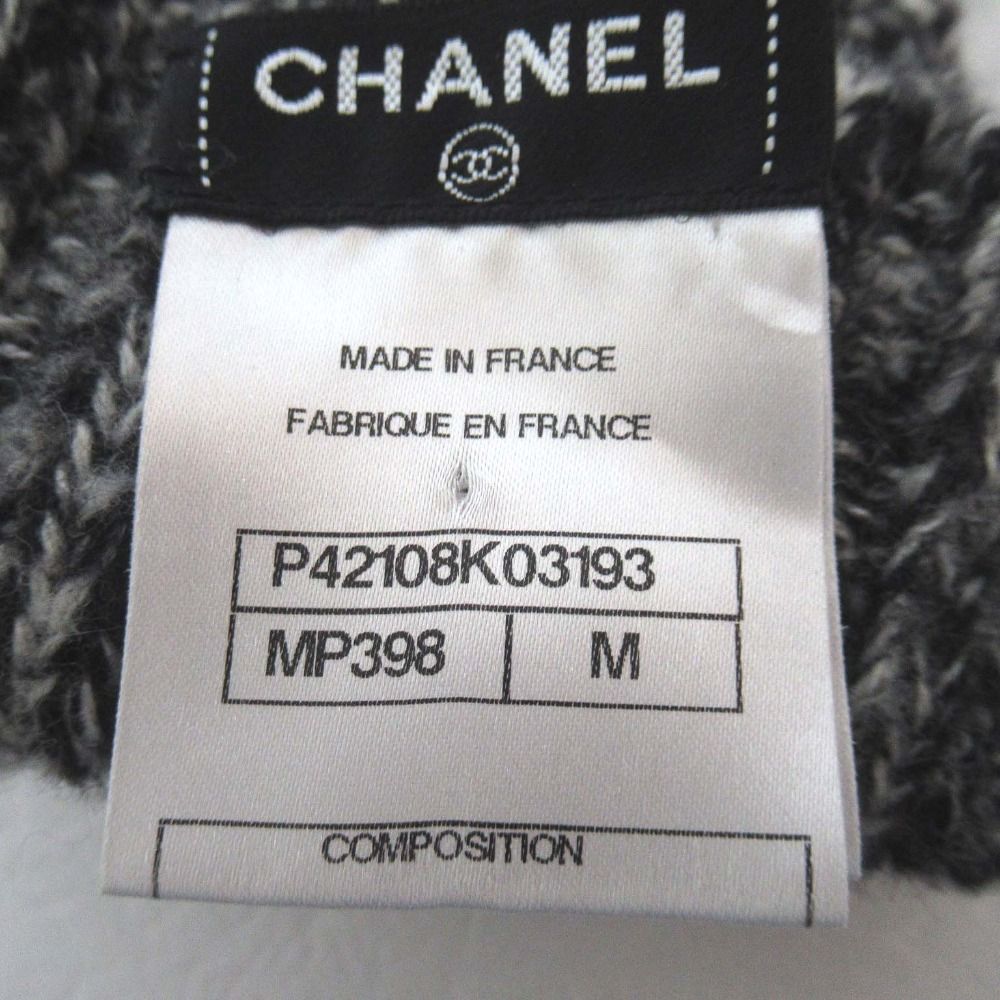 CHANEL
MADE IN FRANCE
FABRIQUE EN FRANCE
P42108K03193
MP398 M
COMPOSITION